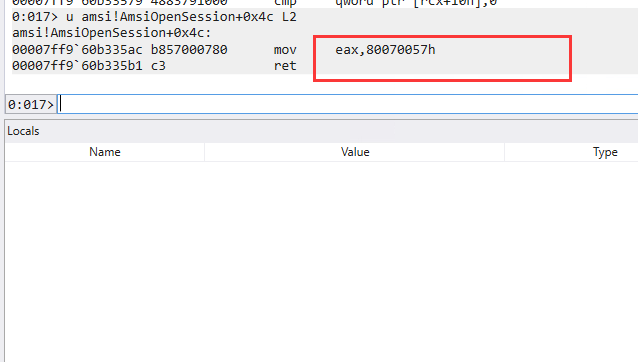 00007ff9`60b33579 4883791000 cmp qword ptr [rcx+10h],0
0:017> u amsi!AmsiOpenSession+0x4c L2
amsi!AmsiOpenSession+0x4c:
00007ff9`60b335ac b857000780 mov eax,80070057h
00007ff9`60b335b1 c3 ret
0:017>
Locals
Name Value Type